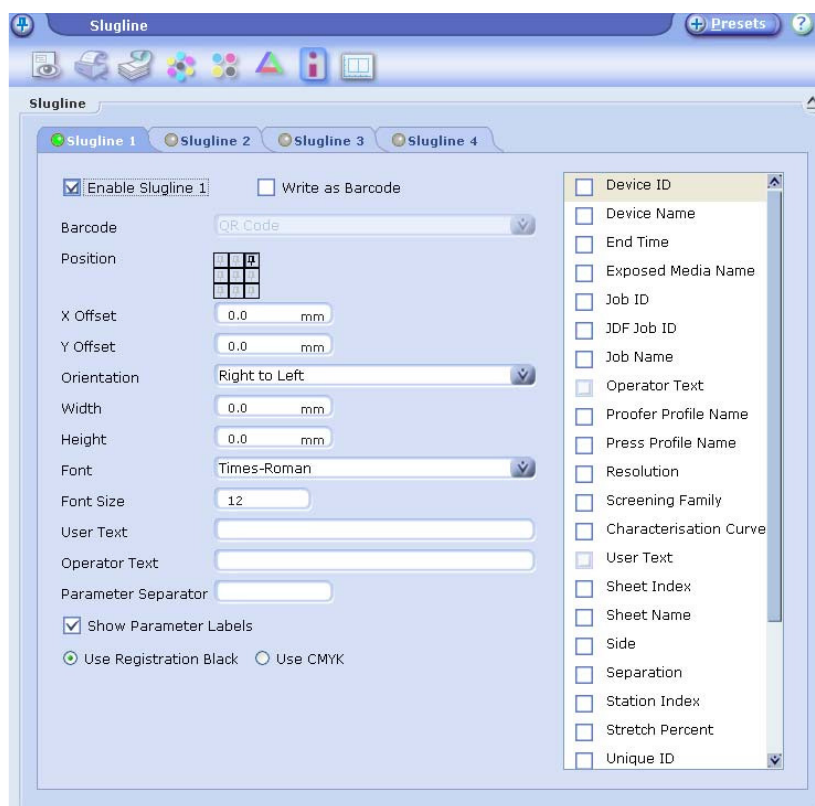 Slugline
Presets
?
Slugline
Slugline 1 Slugline 2 Slugline 3 Slugline 4
Enable Slugline 1 Write as Barcode
Barcode QR Code
Position
X Offset 0.0 mm
Y Offset 0.0 mm
Orientation Right to Left
Width 0.0 mm
Height 0.0 mm
Font Times-Roman
Font Size 12
User Text
Operator Text
Parameter Separator
Show Parameter Labels
Use Registration Black Use CMYK
Device ID
Device Name
End Time
Exposed Media Name
Job ID
JDF Job ID
Job Name
Operator Text
Proofer Profile Name
Press Profile Name
Resolution
Screening Family
Characterisation Curve
User Text
Sheet Index
Sheet Name
Side
Separation
Station Index
Stretch Percent
Unique ID